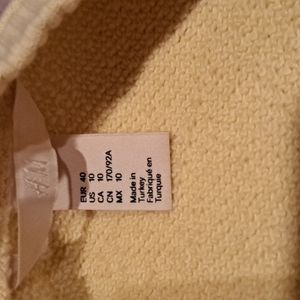 H&M
EUR 40
US 10
CA 10
CN 170/92A
MX 10
Made in
Turkey
Fabriqué en
Turquie